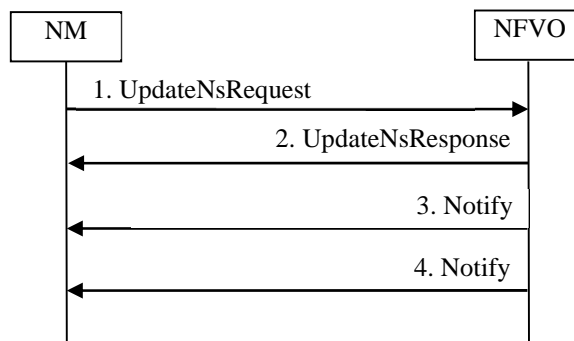 NM
NFVO
1. UpdateNsRequest
2. UpdateNsResponse
3. Notify
4. Notify